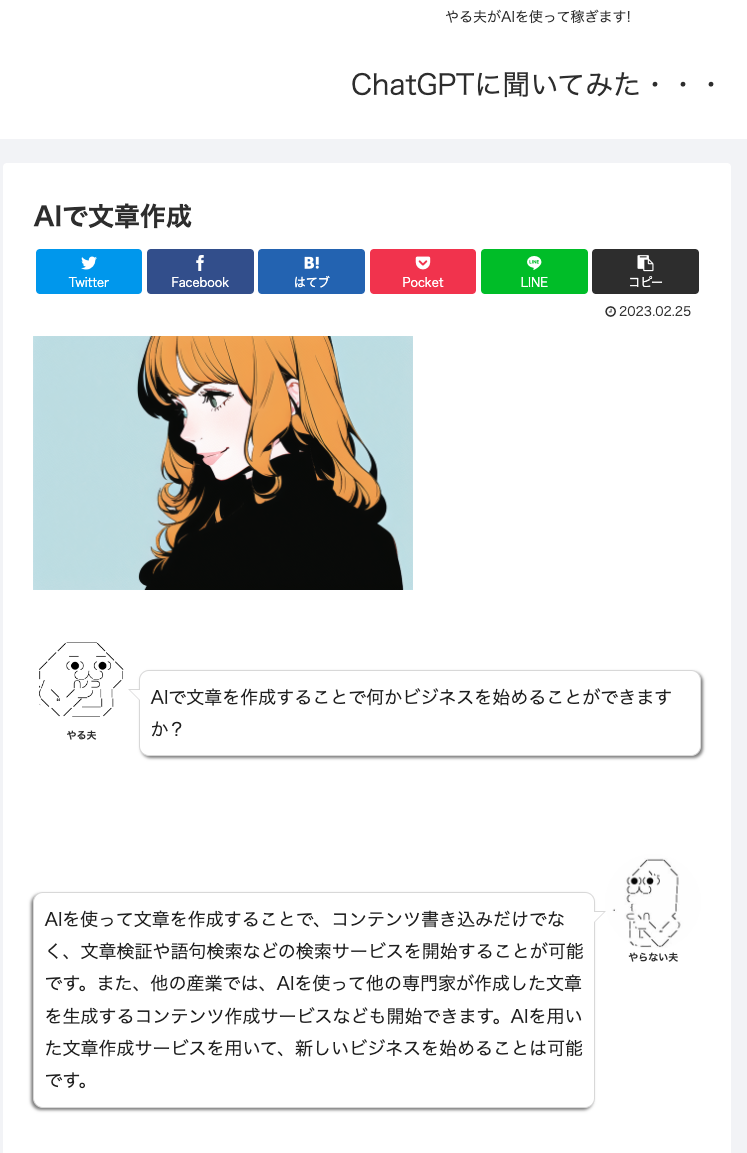 やる夫がAIを使って稼ぎます!
ChatGPTに聞いてみた・・・
AIで文章作成
Twitter
Facebook
B!
はてブ
Pocket
LINE
LINE
コピー
2023.02.25
AIで文章を作成することで何かビジネスを始めることができます
か？
やる夫
AIを使って文章を作成することで、コンテンツ書き込みだけでな
く、文章検証や語句検索などの検索サービスを開始することが可能
です。また、他の産業では、AIを使って他の専門家が作成した文章
を生成するコンテンツ作成サービスなども開始できます。AIを用い
た文章作成サービスを用いて、新しいビジネスを始めることは可能
です。
やらない夫